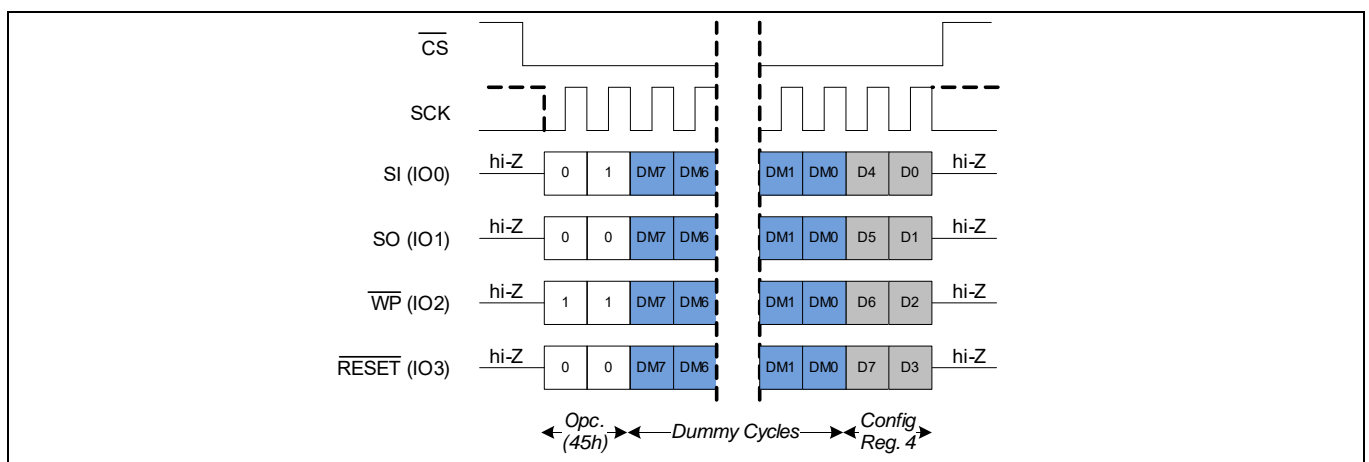 CS
SCK
SI (IO0) hi-Z 0 1 DM7 DM6 DM1 DM0 D4 D0 hi-Z
SO (IO1) hi-Z 0 0 DM7 DM6 DM1 DM0 D5 D1 hi-Z
WP (IO2) hi-Z 1 1 DM7 DM6 DM1 DM0 D6 D2 hi-Z
RESET (IO3) hi-Z 0 0 DM7 DM6 DM1 DM0 D7 D3 hi-Z
Opc. (45h) Dummy Cycles Config Reg. 4